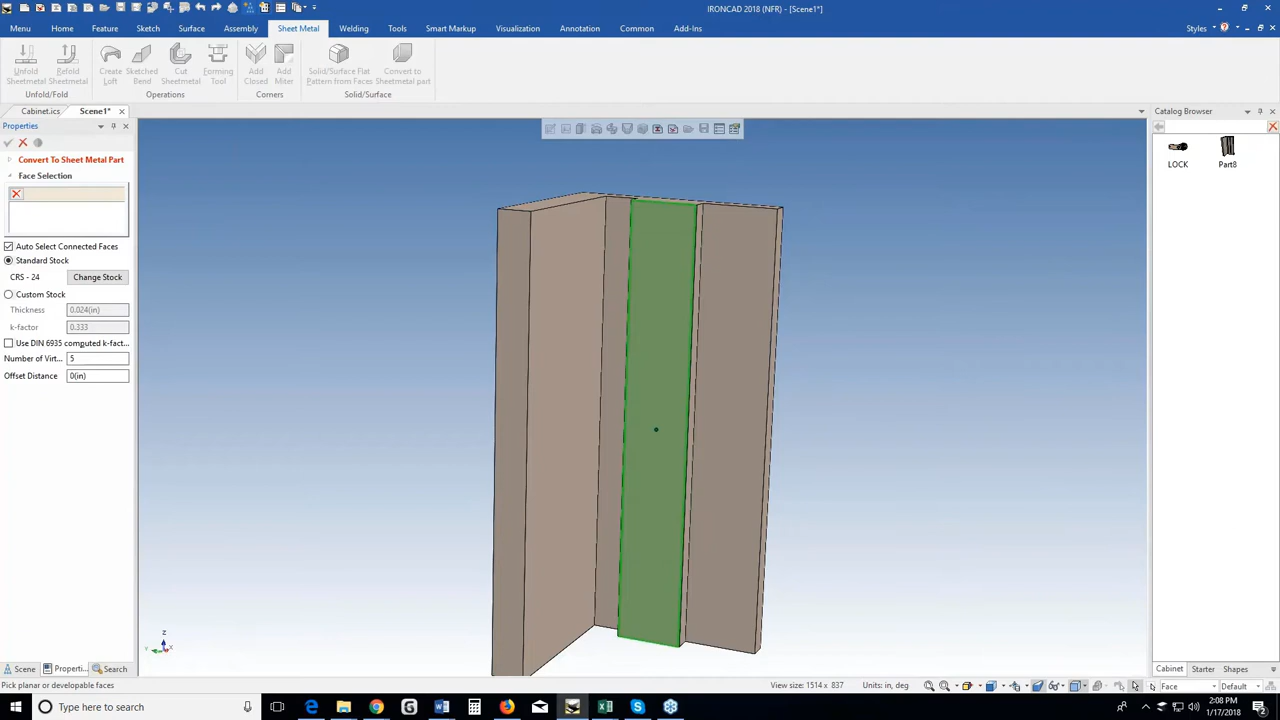 IRONCAD 2018 (NFR) - [Scene1*]
Menu Home Feature Sketch Surface Assembly Sheet Metal Welding Tools Smart Markup Visualization Annotation Common Add-Ins Styles
Unfold Sheetmetal
Refold Sheetmetal
Create Loft
Sketched Bend
Cut Sheetmetal
Forming Tool
Add Closed
Add Miter
Solid/Surface Flat Pattern from Faces
Convert to Sheetmetal part
Unfold/Fold Operations Corners Solid/Surface
Cabinet.ics Scene1*
Catalog Browser
Properties
Convert To Sheet Metal Part
Face Selection
LOCK Part8
Auto Select Connected Faces
Standard Stock
CRS - 24 Change Stock
Custom Stock
Thickness 0.024(in)
k-factor 0.333
Use DIN 6935 computed k-fact...
Number of Virt... 5
Offset Distance 0(in)
Z
Y X
Scene Properti... Search
Cabinet Starter Shapes
Pick planar or developable faces
View size: 1514 x 837 Units: in, deg
Face Default
Type here to search
2:08 PM
1/17/2018